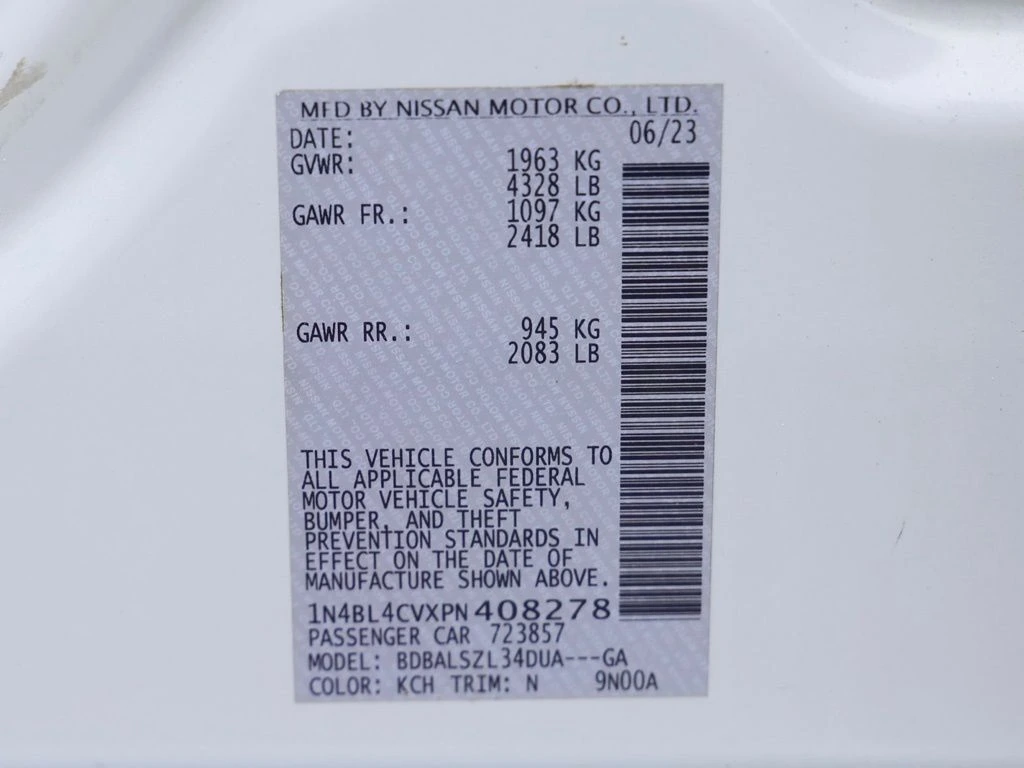 MFD BY NISSAN MOTOR CO., LTD.
DATE: 06/23
GVWR: 1963 KG
4328 LB
GAWR FR.: 1097 KG
2418 LB
GAWR RR.: 945 KG
2083 LB
THIS VEHICLE CONFORMS TO
ALL APPLICABLE FEDERAL
MOTOR VEHICLE SAFETY,
BUMPER, AND THEFT
PREVENTION STANDARDS IN
EFFECT ON THE DATE OF
MANUFACTURE SHOWN ABOVE.
1N4BL4CVXPN408278
PASSENGER CAR 723857
MODEL: BDBALSZL34DUA---GA
COLOR: KCH TRIM: N 9N00A